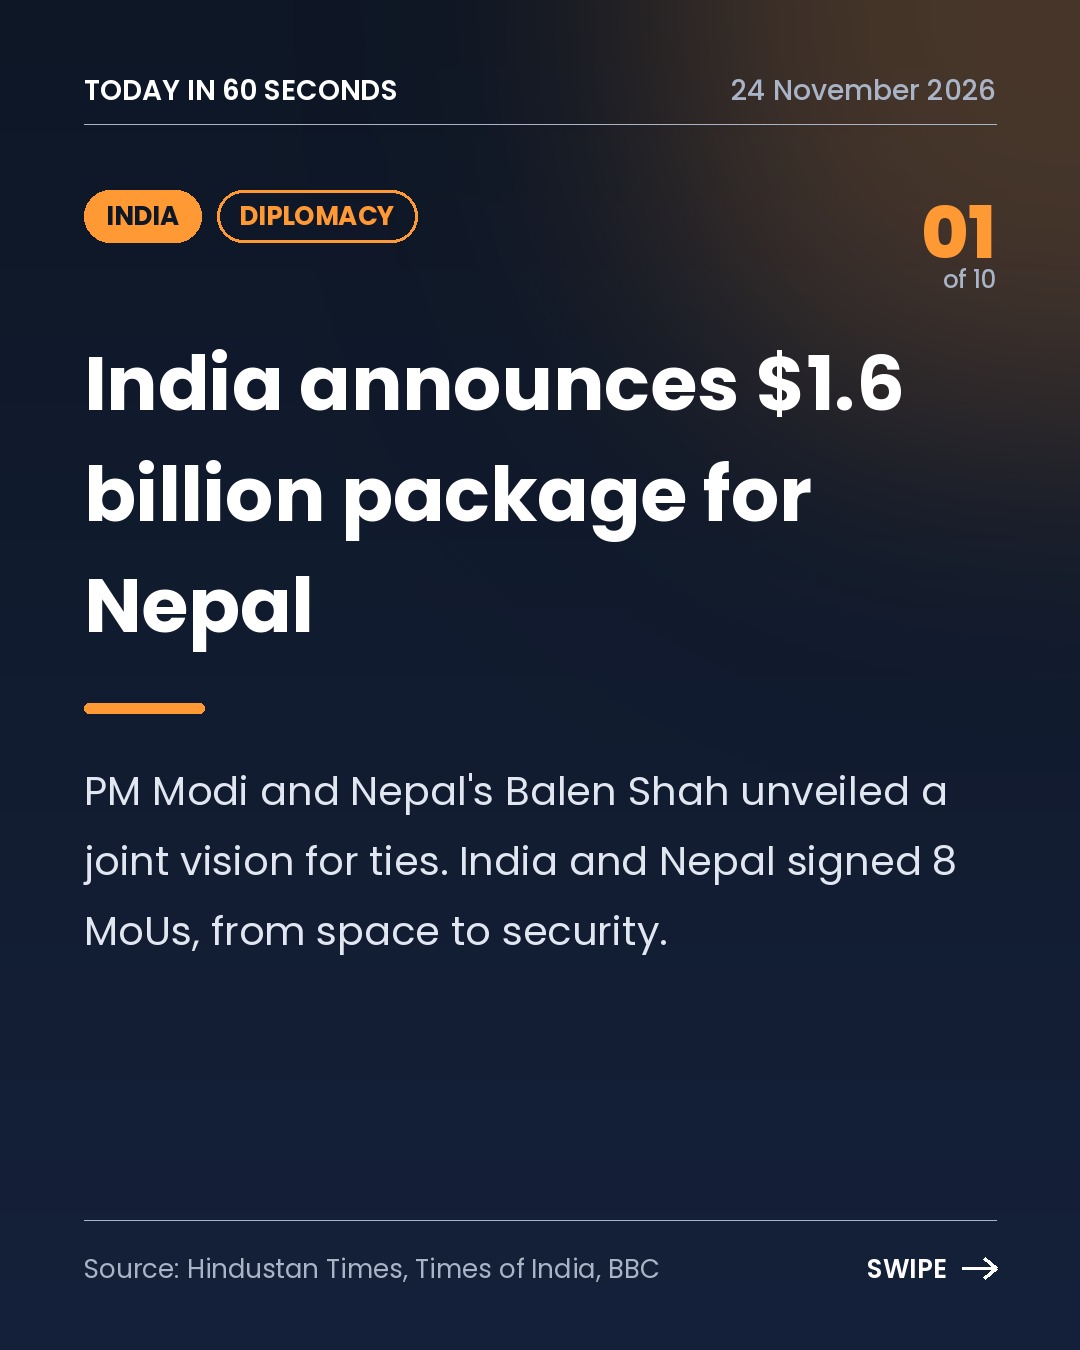 TODAY IN 60 SECONDS
24 November 2026
INDIA
DIPLOMACY
01
of 10
India announces $1.6
billion package for
Nepal
PM Modi and Nepal's Balen Shah unveiled a
joint vision for ties. India and Nepal signed 8
MoUs, from space to security.
Source: Hindustan Times, Times of India, BBC
SWIPE